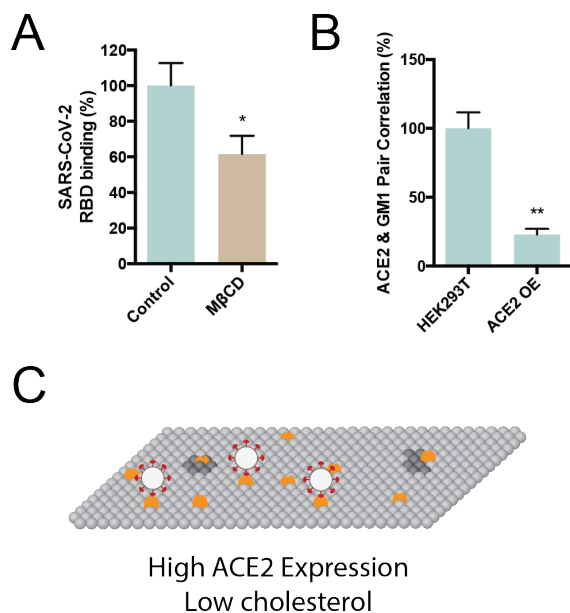 A
SARS-CoV-2
RBD binding (%)
120
100
80
60
40
20
0
*
Control
MβCD
B
ACE2 & GM1 Pair Correlation (%)
150
100
50
0
**
HEK293T
ACE2 OE
C
High ACE2 Expression
Low cholesterol